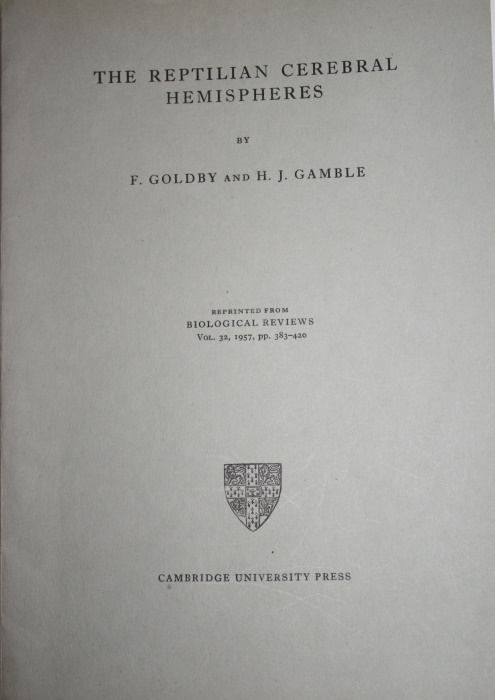 THE REPTILIAN CEREBRAL
HEMISPHERES
BY
F. GOLDBY AND H. J. GAMBLE
REPRINTED FROM
BIOLOGICAL REVIEWS
VOL. 32, 1957, pp. 383–420
CAMBRIDGE UNIVERSITY PRESS